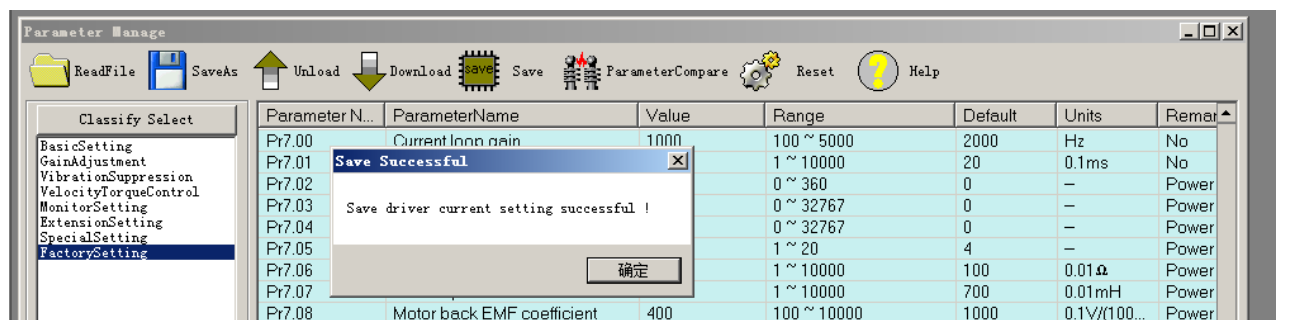 Parameter Manage
ReadFile SaveAs Unload Download save Save ParameterCompare Reset ? Help
Classify Select
BasicSetting
GainAdjustment
VibrationSuppression
VelocityTorqueControl
MonitorSetting
ExtensionSetting
SpecialSetting
FactorySetting
Parameter N... ParameterName Value Range Default Units Remar
Pr7.00 Current loop gain 1000 100 ~ 5000 2000 Hz No
Pr7.01 1 ~ 10000 20 0.1ms No
Pr7.02 0 ~ 360 0 – Power
Pr7.03 0 ~ 32767 0 – Power
Pr7.04 0 ~ 32767 0 – Power
Pr7.05 1 ~ 20 4 – Power
Pr7.06 1 ~ 10000 100 0.01Ω Power
Pr7.07 1 ~ 10000 700 0.01mH Power
Pr7.08 Motor back EMF coefficient 400 100 ~ 10000 1000 0.1V/(100... Power
Save Successful
Save driver current setting successful !
确定